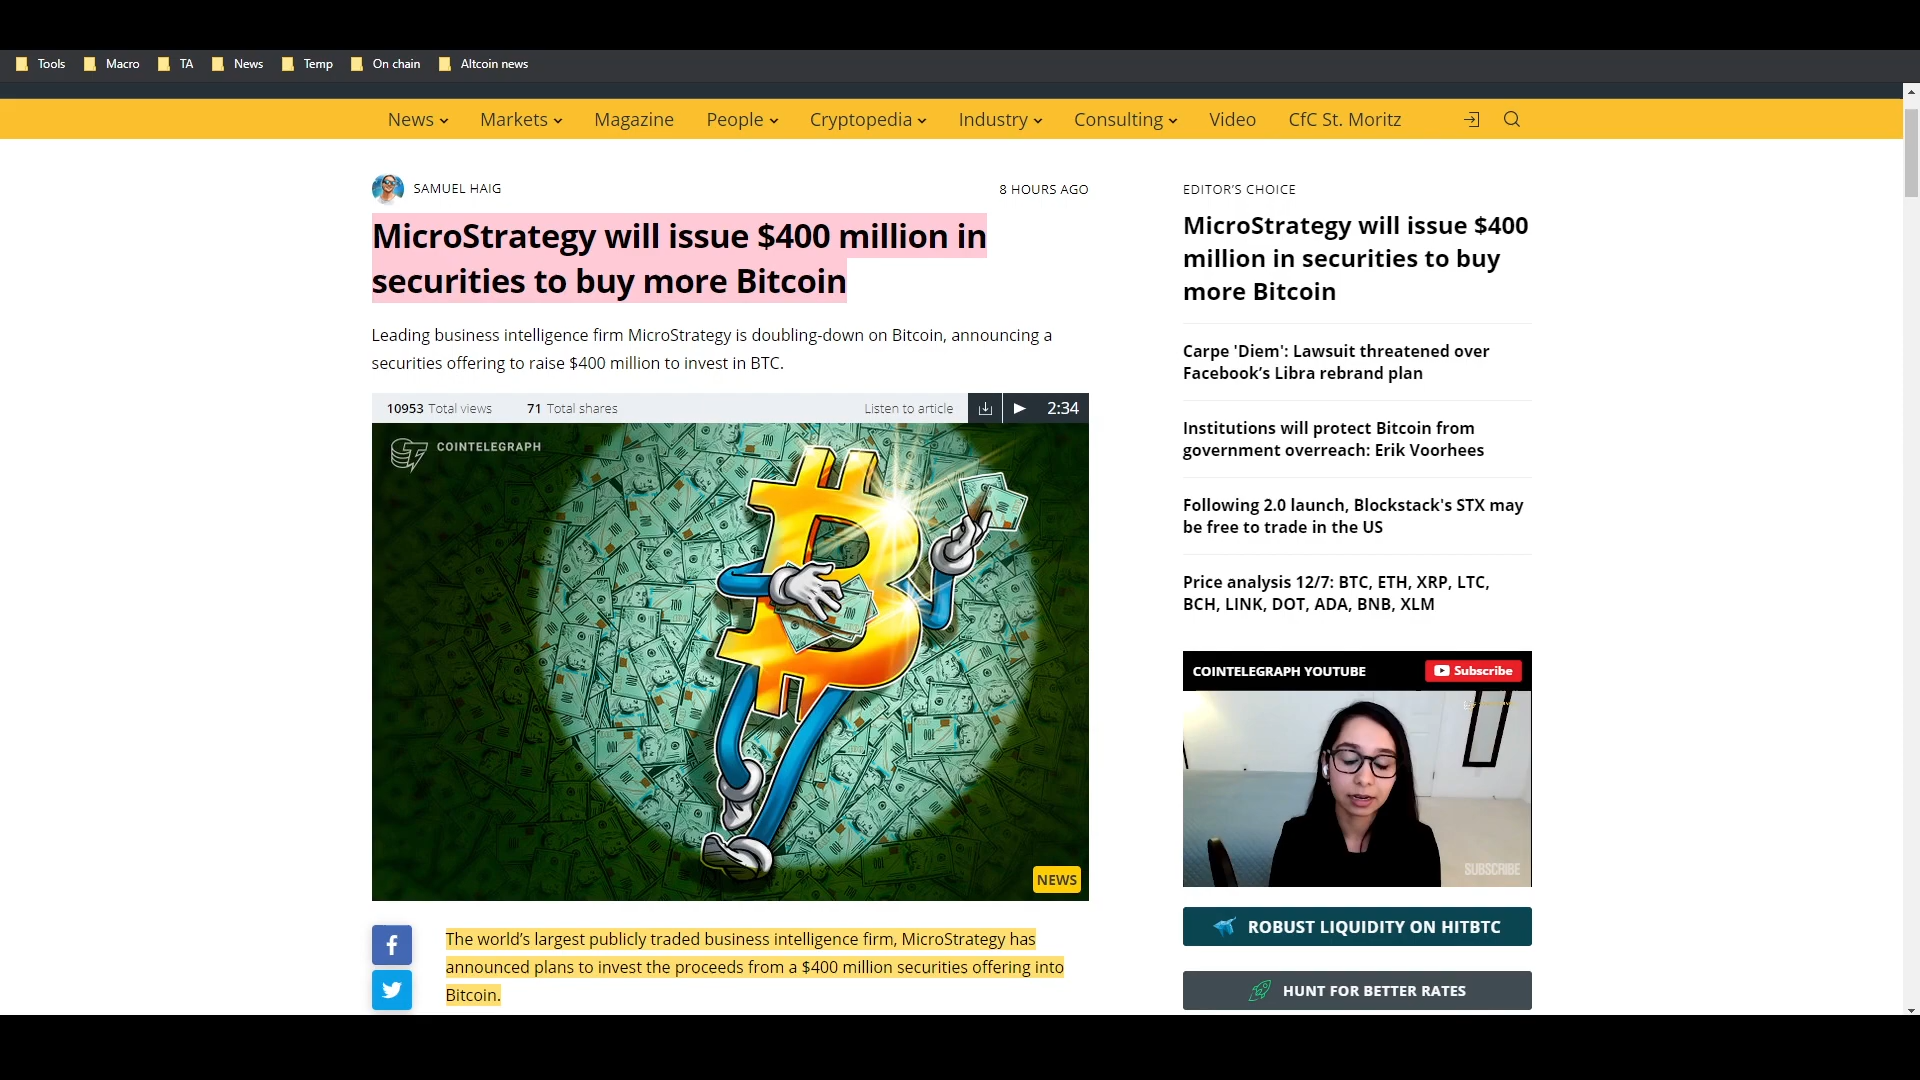 Tools Macro TA News Temp On chain Altcoin news
News Markets Magazine People Cryptopedia Industry Consulting Video CfC St. Moritz
SAMUEL HAIG
8 HOURS AGO
MicroStrategy will issue $400 million in
securities to buy more Bitcoin
Leading business intelligence firm MicroStrategy is doubling-down on Bitcoin, announcing a
securities offering to raise $400 million to invest in BTC.
10953 Total views 71 Total shares Listen to article 2:34
COINTELEGRAPH
NEWS
The world’s largest publicly traded business intelligence firm, MicroStrategy has
announced plans to invest the proceeds from a $400 million securities offering into
Bitcoin.
EDITOR’S CHOICE
MicroStrategy will issue $400
million in securities to buy
more Bitcoin
Carpe 'Diem': Lawsuit threatened over
Facebook’s Libra rebrand plan
Institutions will protect Bitcoin from
government overreach: Erik Voorhees
Following 2.0 launch, Blockstack's STX may
be free to trade in the US
Price analysis 12/7: BTC, ETH, XRP, LTC,
BCH, LINK, DOT, ADA, BNB, XLM
COINTELEGRAPH YOUTUBE
Subscribe
SUBSCRIBE
ROBUST LIQUIDITY ON HITBTC
HUNT FOR BETTER RATES